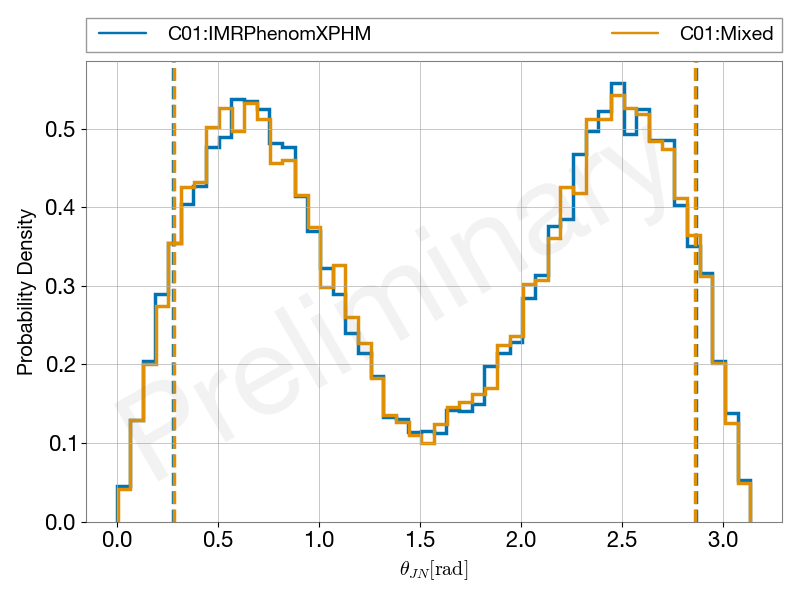 C01:IMRPhenomXPHM C01:Mixed
Preliminary
Probability Density
0.5
0.4
0.3
0.2
0.1
0.0
0.0 0.5 1.0 1.5 2.0 2.5 3.0
θ_JN[rad]